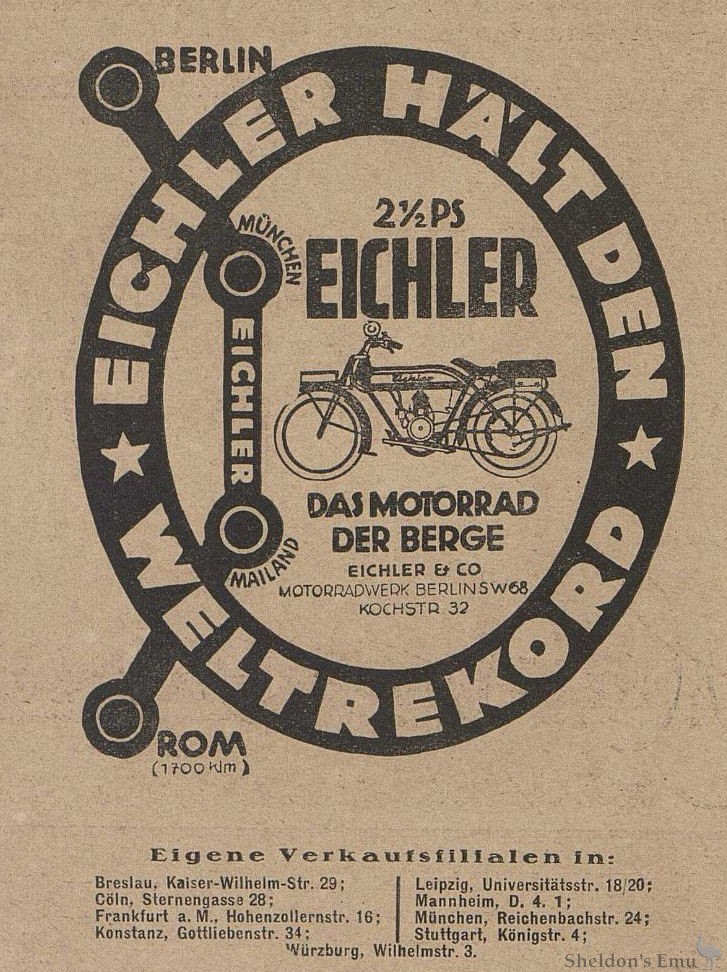 BERLIN
EICHLER HÄLT DEN
WELTREKORD
MÜNCHEN
EICHLER
MAILAND
ROM
(1700 Klm)
2½ PS
EICHLER
Eichler
DAS MOTORRAD
DER BERGE
EICHLER & CO
MOTORRADWERK BERLIN SW68
KOCHSTR 32
Eigene Verkaufsfilialen in:
Breslau, Kaiser-Wilhelm-Str. 29;
Cöln, Sternengasse 28;
Frankfurt a. M., Hohenzollernstr. 16;
Konstanz, Gottliebenstr. 34;
Leipzig, Universitätsstr. 18/20;
Mannheim, D. 4. 1;
München, Reichenbachstr. 24;
Stuttgart, Königstr. 4;
Würzburg, Wilhelmstr. 3.
Sheldon's Emu